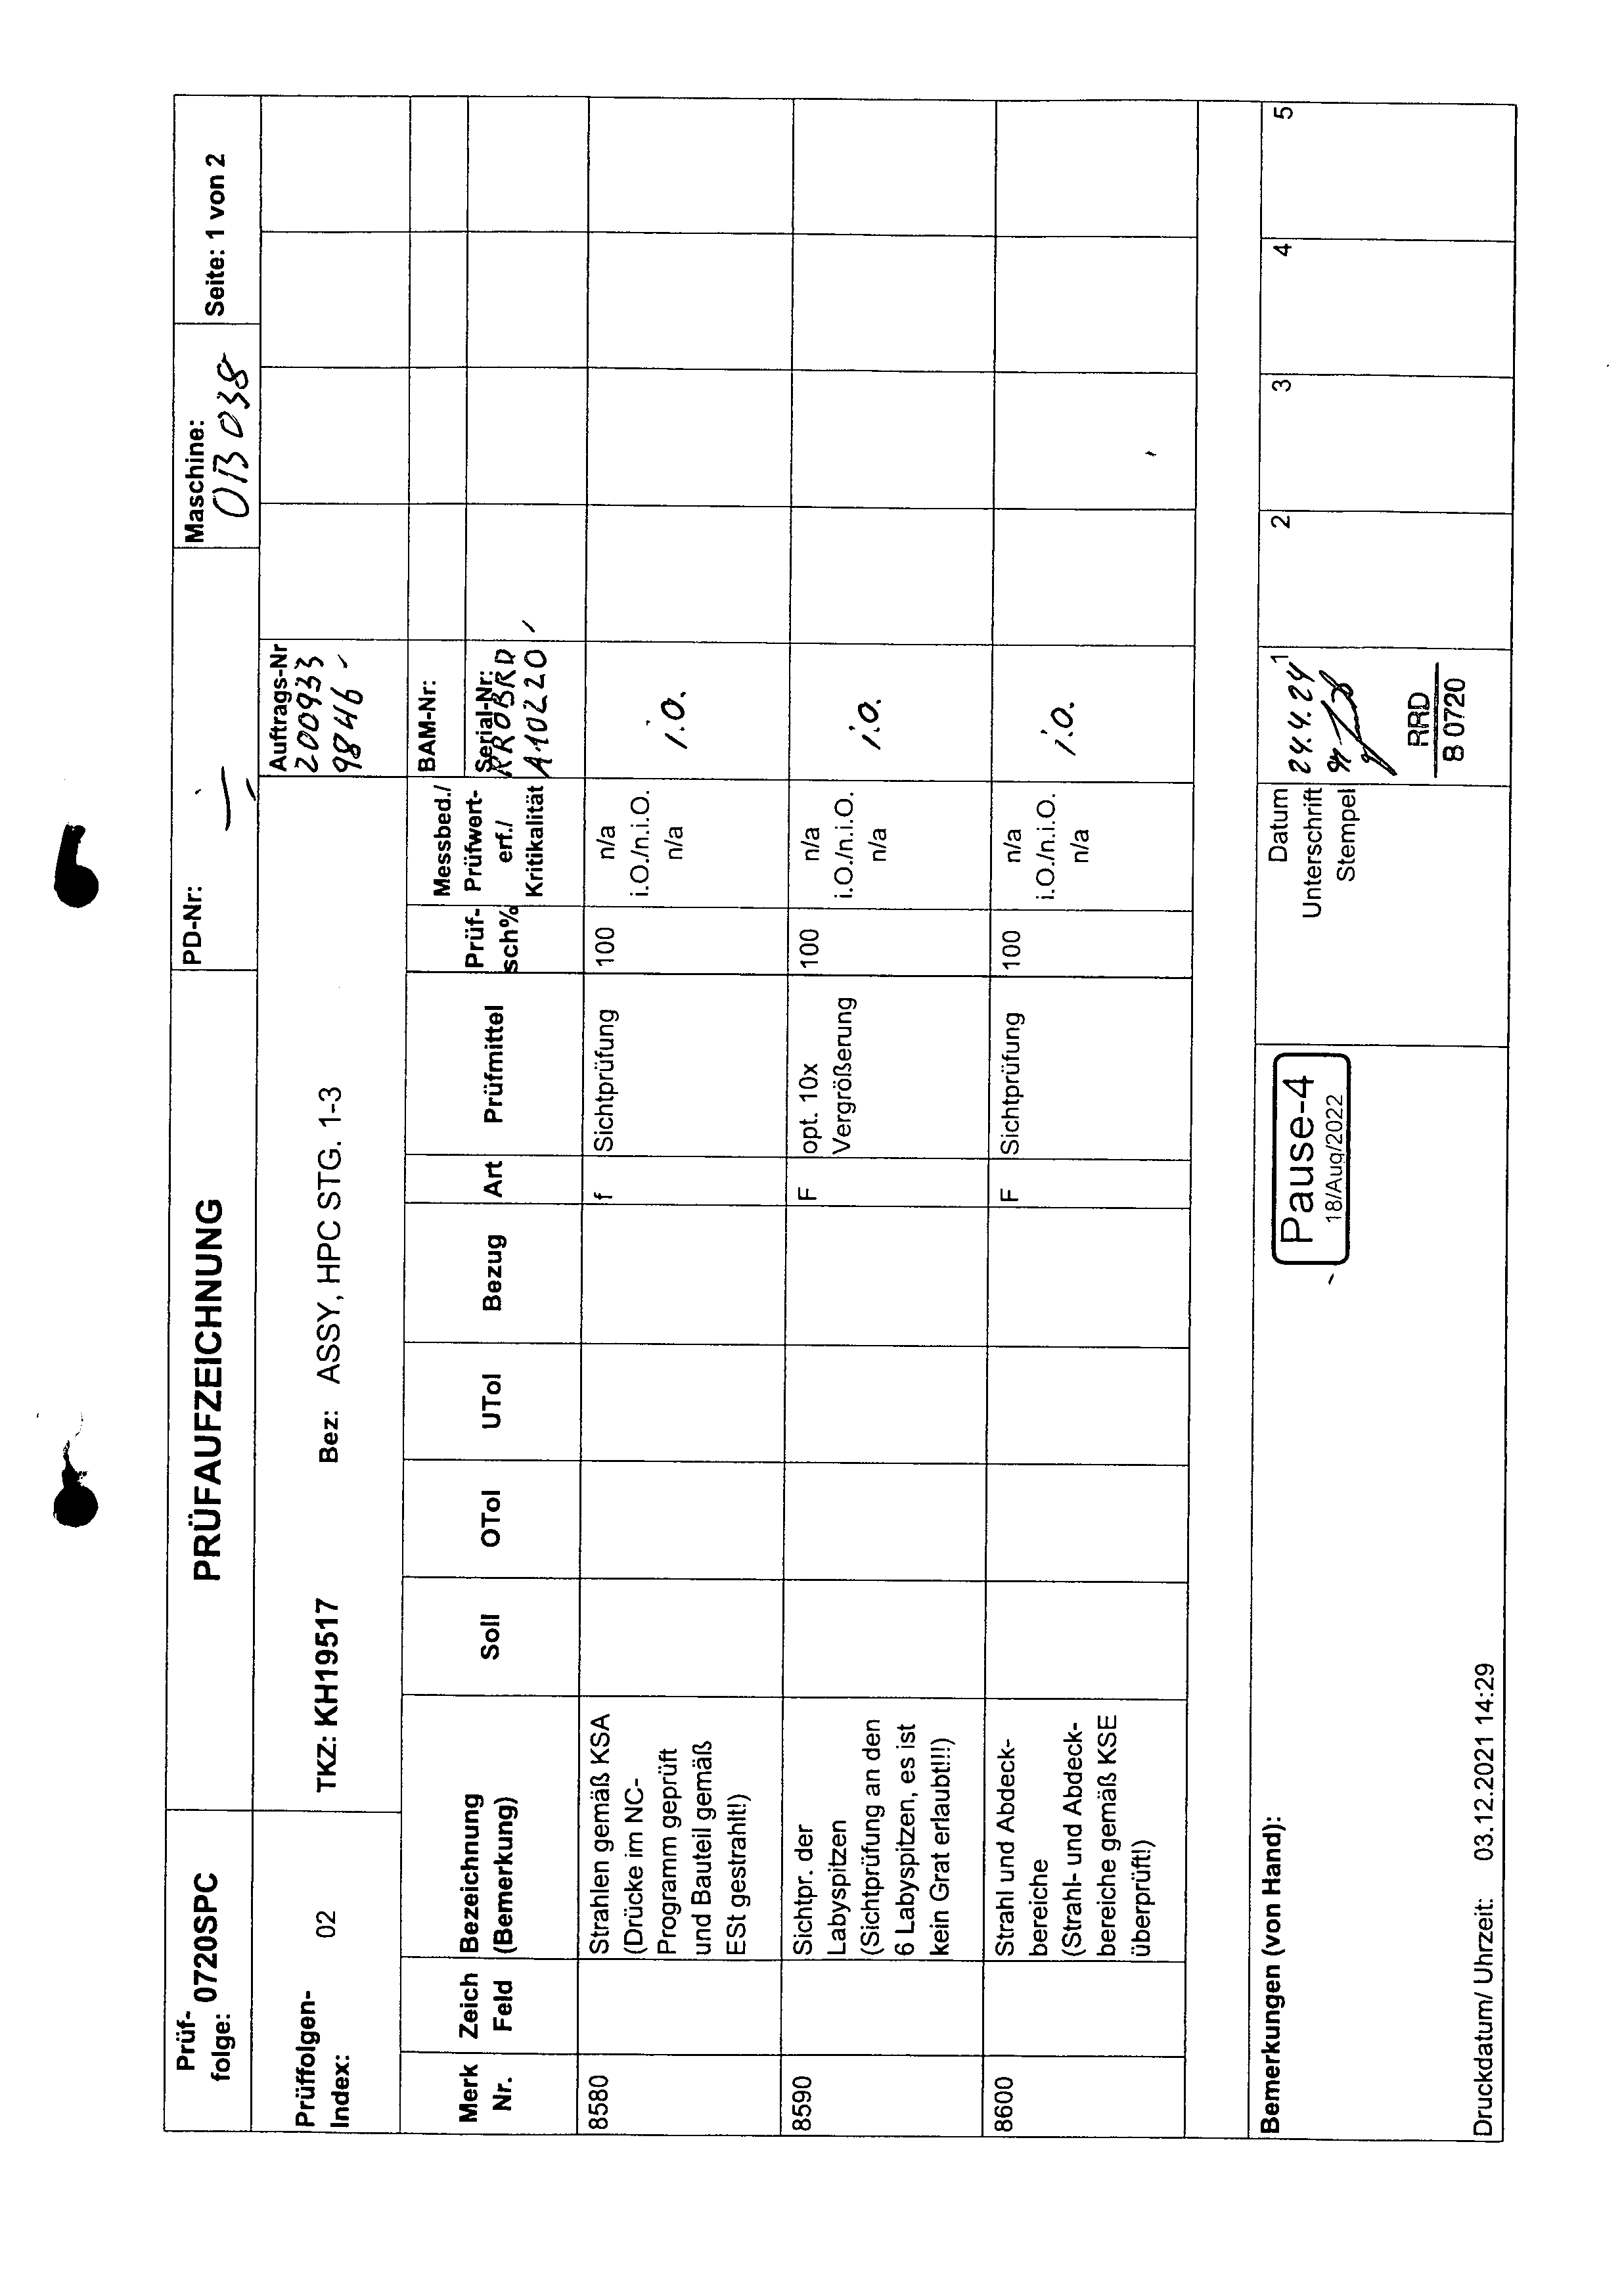 Prüf-
folge: 0720SPC
PRÜFAUFZEICHNUNG
PD-Nr:
Maschine:
OB 038
Seite: 1 von 2
Prüffolgen-
Index: 02
TKZ: KH19517
Bez: ASSY, HPC STG. 1-3
Auftrags-Nr
200933
9846
Merk Nr.
Zeich Feld
Bezeichnung
(Bemerkung)
Soll
OTol
UTol
Bezug
Art
Prüfmittel
Prüf-
sch%
Messbed./
Prüfwert-
erf./
Kritikalität
BAM-Nr:
Serial-Nr:
RROBRD
A10220
8580
Strahlen gemäß KSA
(Drücke im NC-
Programm geprüft
und Bauteil gemäß
ESt gestrahlt!)
f
Sichtprüfung
100
n/a
i.O./n.i.O.
n/a
i.O.
8590
Sichtpr. der
Labyspitzen
(Sichtprüfung an den
6 Labyspitzen, es ist
kein Grat erlaubt!!!)
F
opt. 10x
Vergrößerung
100
n/a
i.O./n.i.O.
n/a
i.O.
8600
Strahl und Abdeck-
bereiche
(Strahl- und Abdeck-
bereiche gemäß KSE
überprüft!)
F
Sichtprüfung
100
n/a
i.O./n.i.O.
n/a
i.O.
Bemerkungen (von Hand):
Pause-4
18/Aug/2022
Datum
Unterschrift
Stempel
24.4.24
1
RRD
B 0720
2
3
4
5
Druckdatum/ Uhrzeit: 03.12.2021 14:29